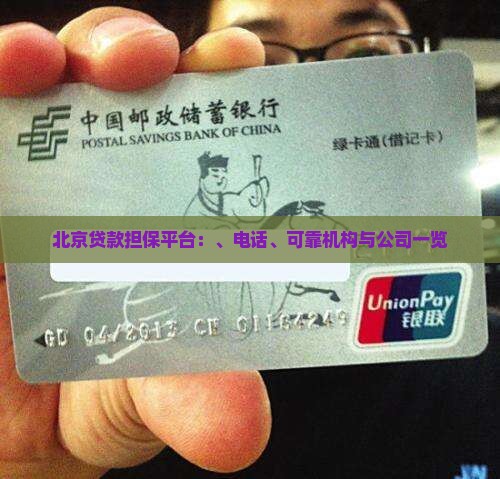 中国邮政储蓄银行
POSTAL SAVINGS BANK OF CHINA
绿卡通(借记卡)
北京贷款担保平台：、电话、可靠机构与公司一览
UnionPay
银联
GD 04/2013 CH 01164249